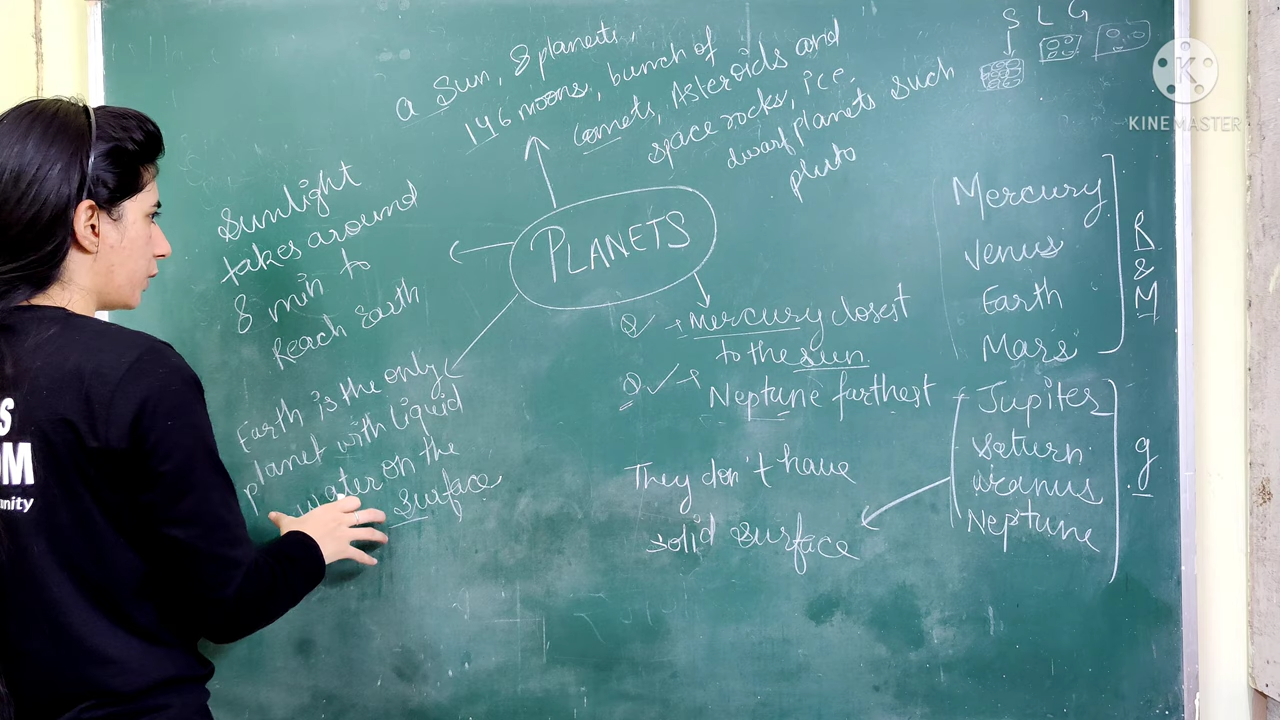 a Sun, 8 planets,
146 moons, bunch of
Comets, Asteroids and
space rocks, ice,
dwarf planets such
pluto
S L G
KINEMASTER
Sunlight
takes around
8 min to
Reach Earth
PLANETS
Earth is the only
planet with liquid
water on the
Surface
Q → Mercury closest
to the sun.
Q → Neptune farthest
They don't have
solid surface
Mercury
Venus
Earth
Mars
R & M
Jupiter
Saturn
Uranus
Neptune
g
S
OM
nity